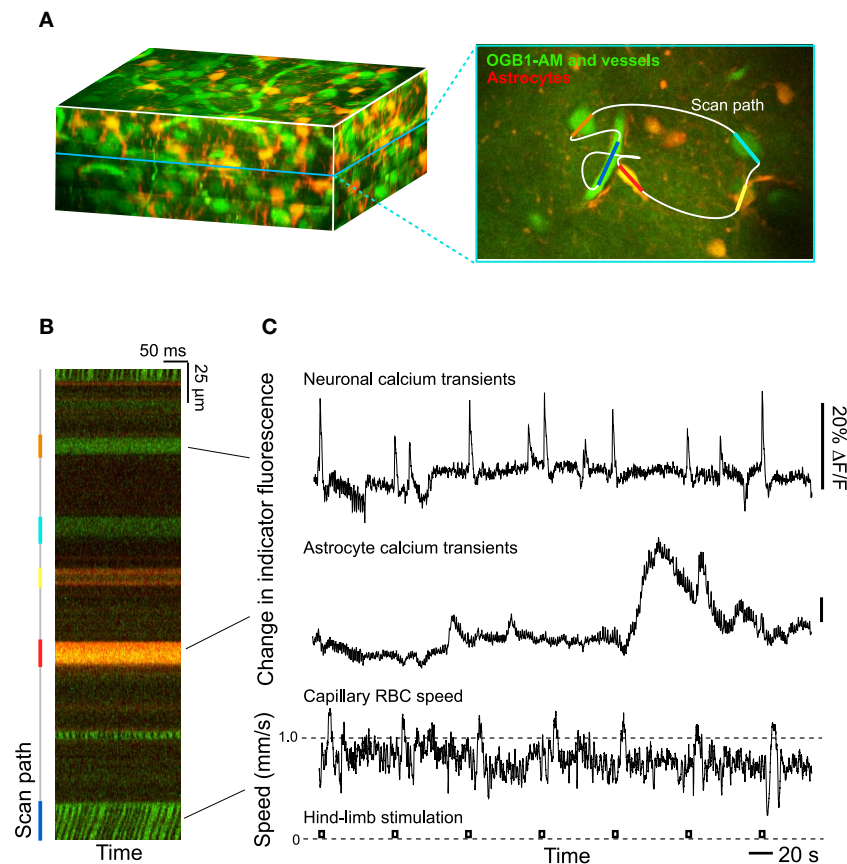 A
OGB1-AM and vessels
Astrocytes
Scan path
B
50 ms
25 µm
Scan path
Time
C
Change in indicator fluorescence
Neuronal calcium transients
20% ΔF/F
Astrocyte calcium transients
Capillary RBC speed
Speed (mm/s)
1.0
Hind-limb stimulation
0
Time
20 s